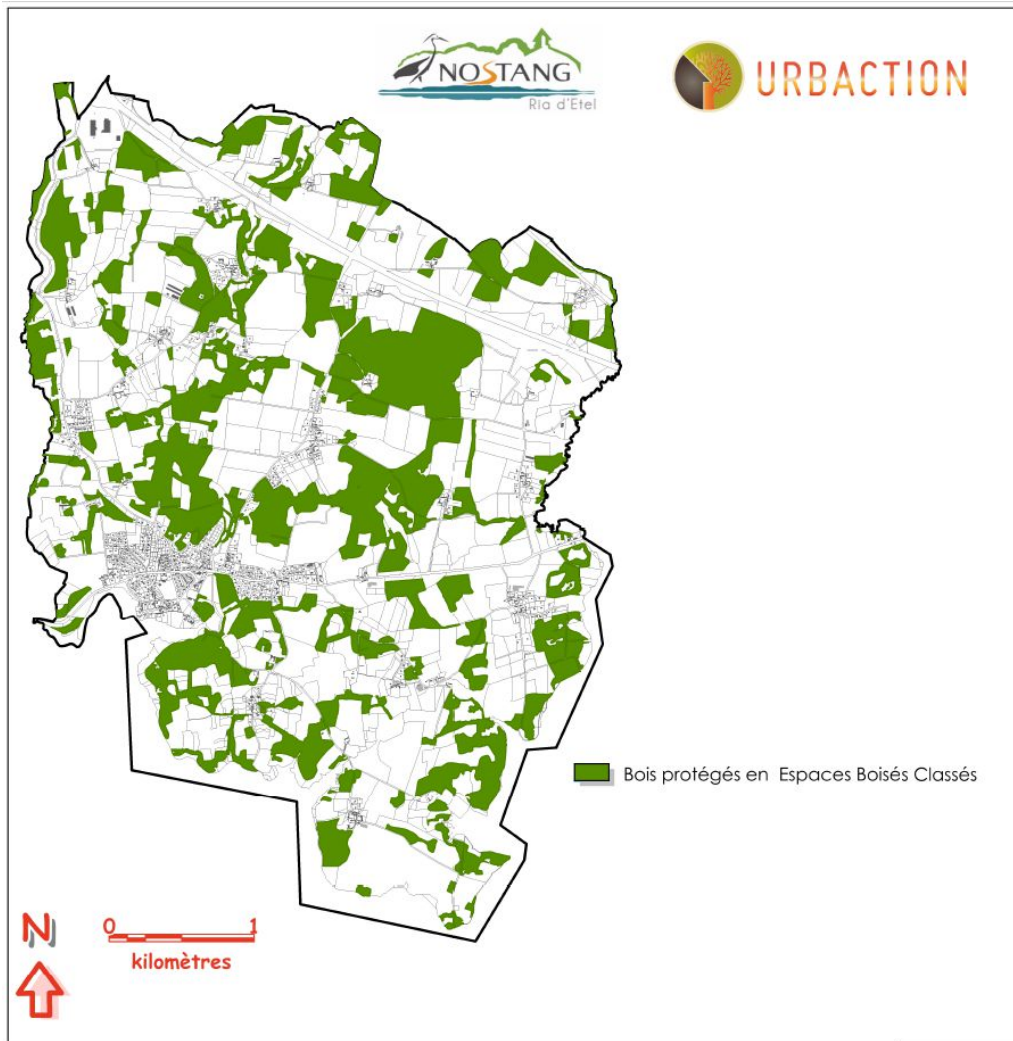 NOSTANG
Ria d'Etel
URBACTION
Bois protégés en Espaces Boisés Classés
N
0 1
kilomètres